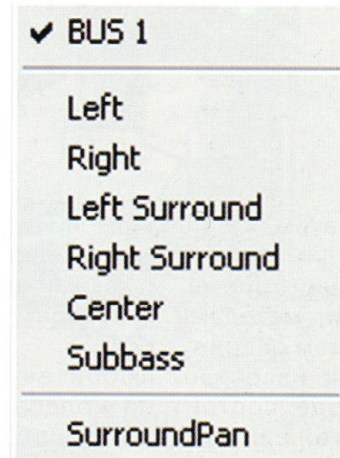 BUS 1
Left
Right
Left Surround
Right Surround
Center
Subbass
SurroundPan